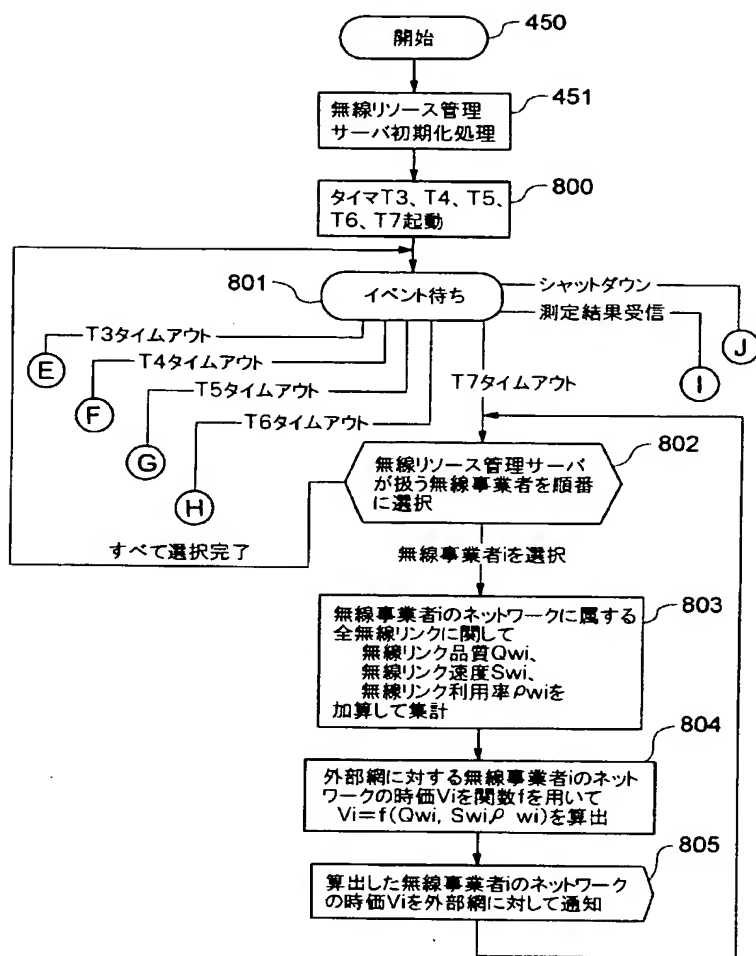 開始
450
無線リソース管理
サーバ初期化処理
451
タイマT3、T4、T5、
T6、T7起動
800
801
イベント待ち
シャットダウン
測定結果受信
J
I
T3タイムアウト
E
T4タイムアウト
F
T5タイムアウト
G
T6タイムアウト
H
T7タイムアウト
802
無線リソース管理サーバ
が扱う無線事業者を順番
に選択
すべて選択完了
無線事業者iを選択
803
無線事業者iのネットワークに属する
全無線リンクに関して
無線リンク品質Qwi、
無線リンク速度Swi、
無線リンク利用率ρwiを
加算して集計
804
外部網に対する無線事業者iのネット
ワークの時価Viを関数fを用いて
Vi=f(Qwi, Swiρ wi)を算出
805
算出した無線事業者iのネットワーク
の時価Viを外部網に対して通知